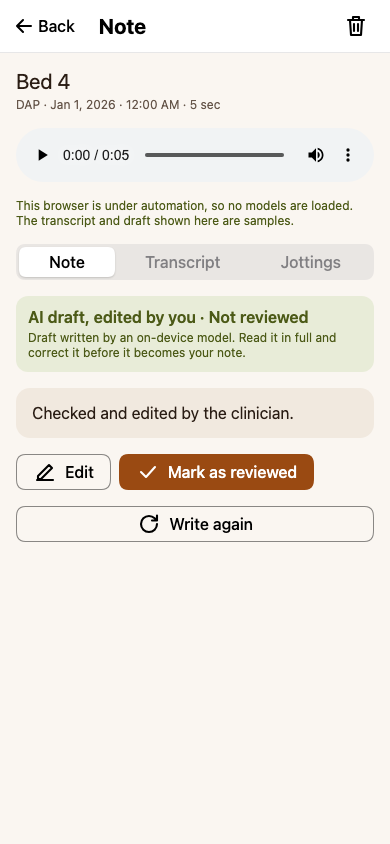 Back
Note
Bed 4
DAP · Jan 1, 2026 · 12:00 AM · 5 sec
0:00 / 0:05
This browser is under automation, so no models are loaded.
The transcript and draft shown here are samples.
Note
Transcript
Jottings
AI draft, edited by you · Not reviewed
Draft written by an on-device model. Read it in full and
correct it before it becomes your note.
Checked and edited by the clinician.
Edit
Mark as reviewed
Write again